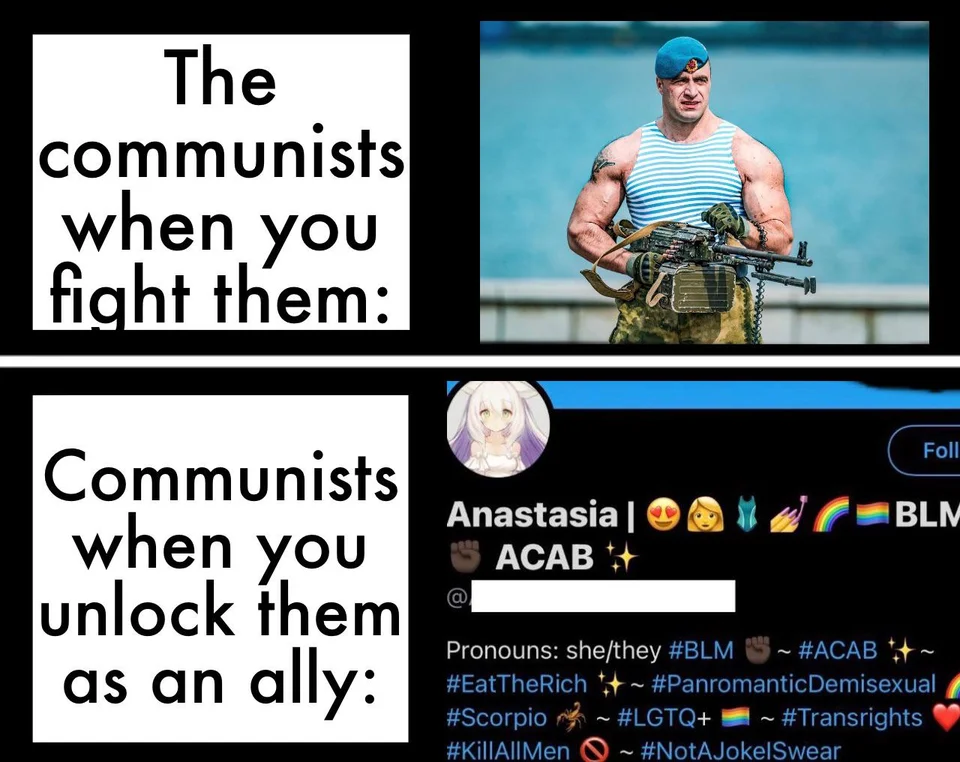 The
communists
when you
fight them:
Communists
when you
unlock them
as an ally:
Foll
Anastasia | 😍👩🩱💅🌈🏳️‍🌈 BLM
✊🏿 ACAB ✨
@
Pronouns: she/they #BLM ✊🏿 ~ #ACAB ✨ ~
#EatTheRich ✨ ~ #PanromanticDemisexual 🌈
#Scorpio 🦂 ~ #LGTQ+ 🏳️‍🌈 ~ #Transrights ❤️
#KillAllMen 🚫 ~ #NotAJokeISwear